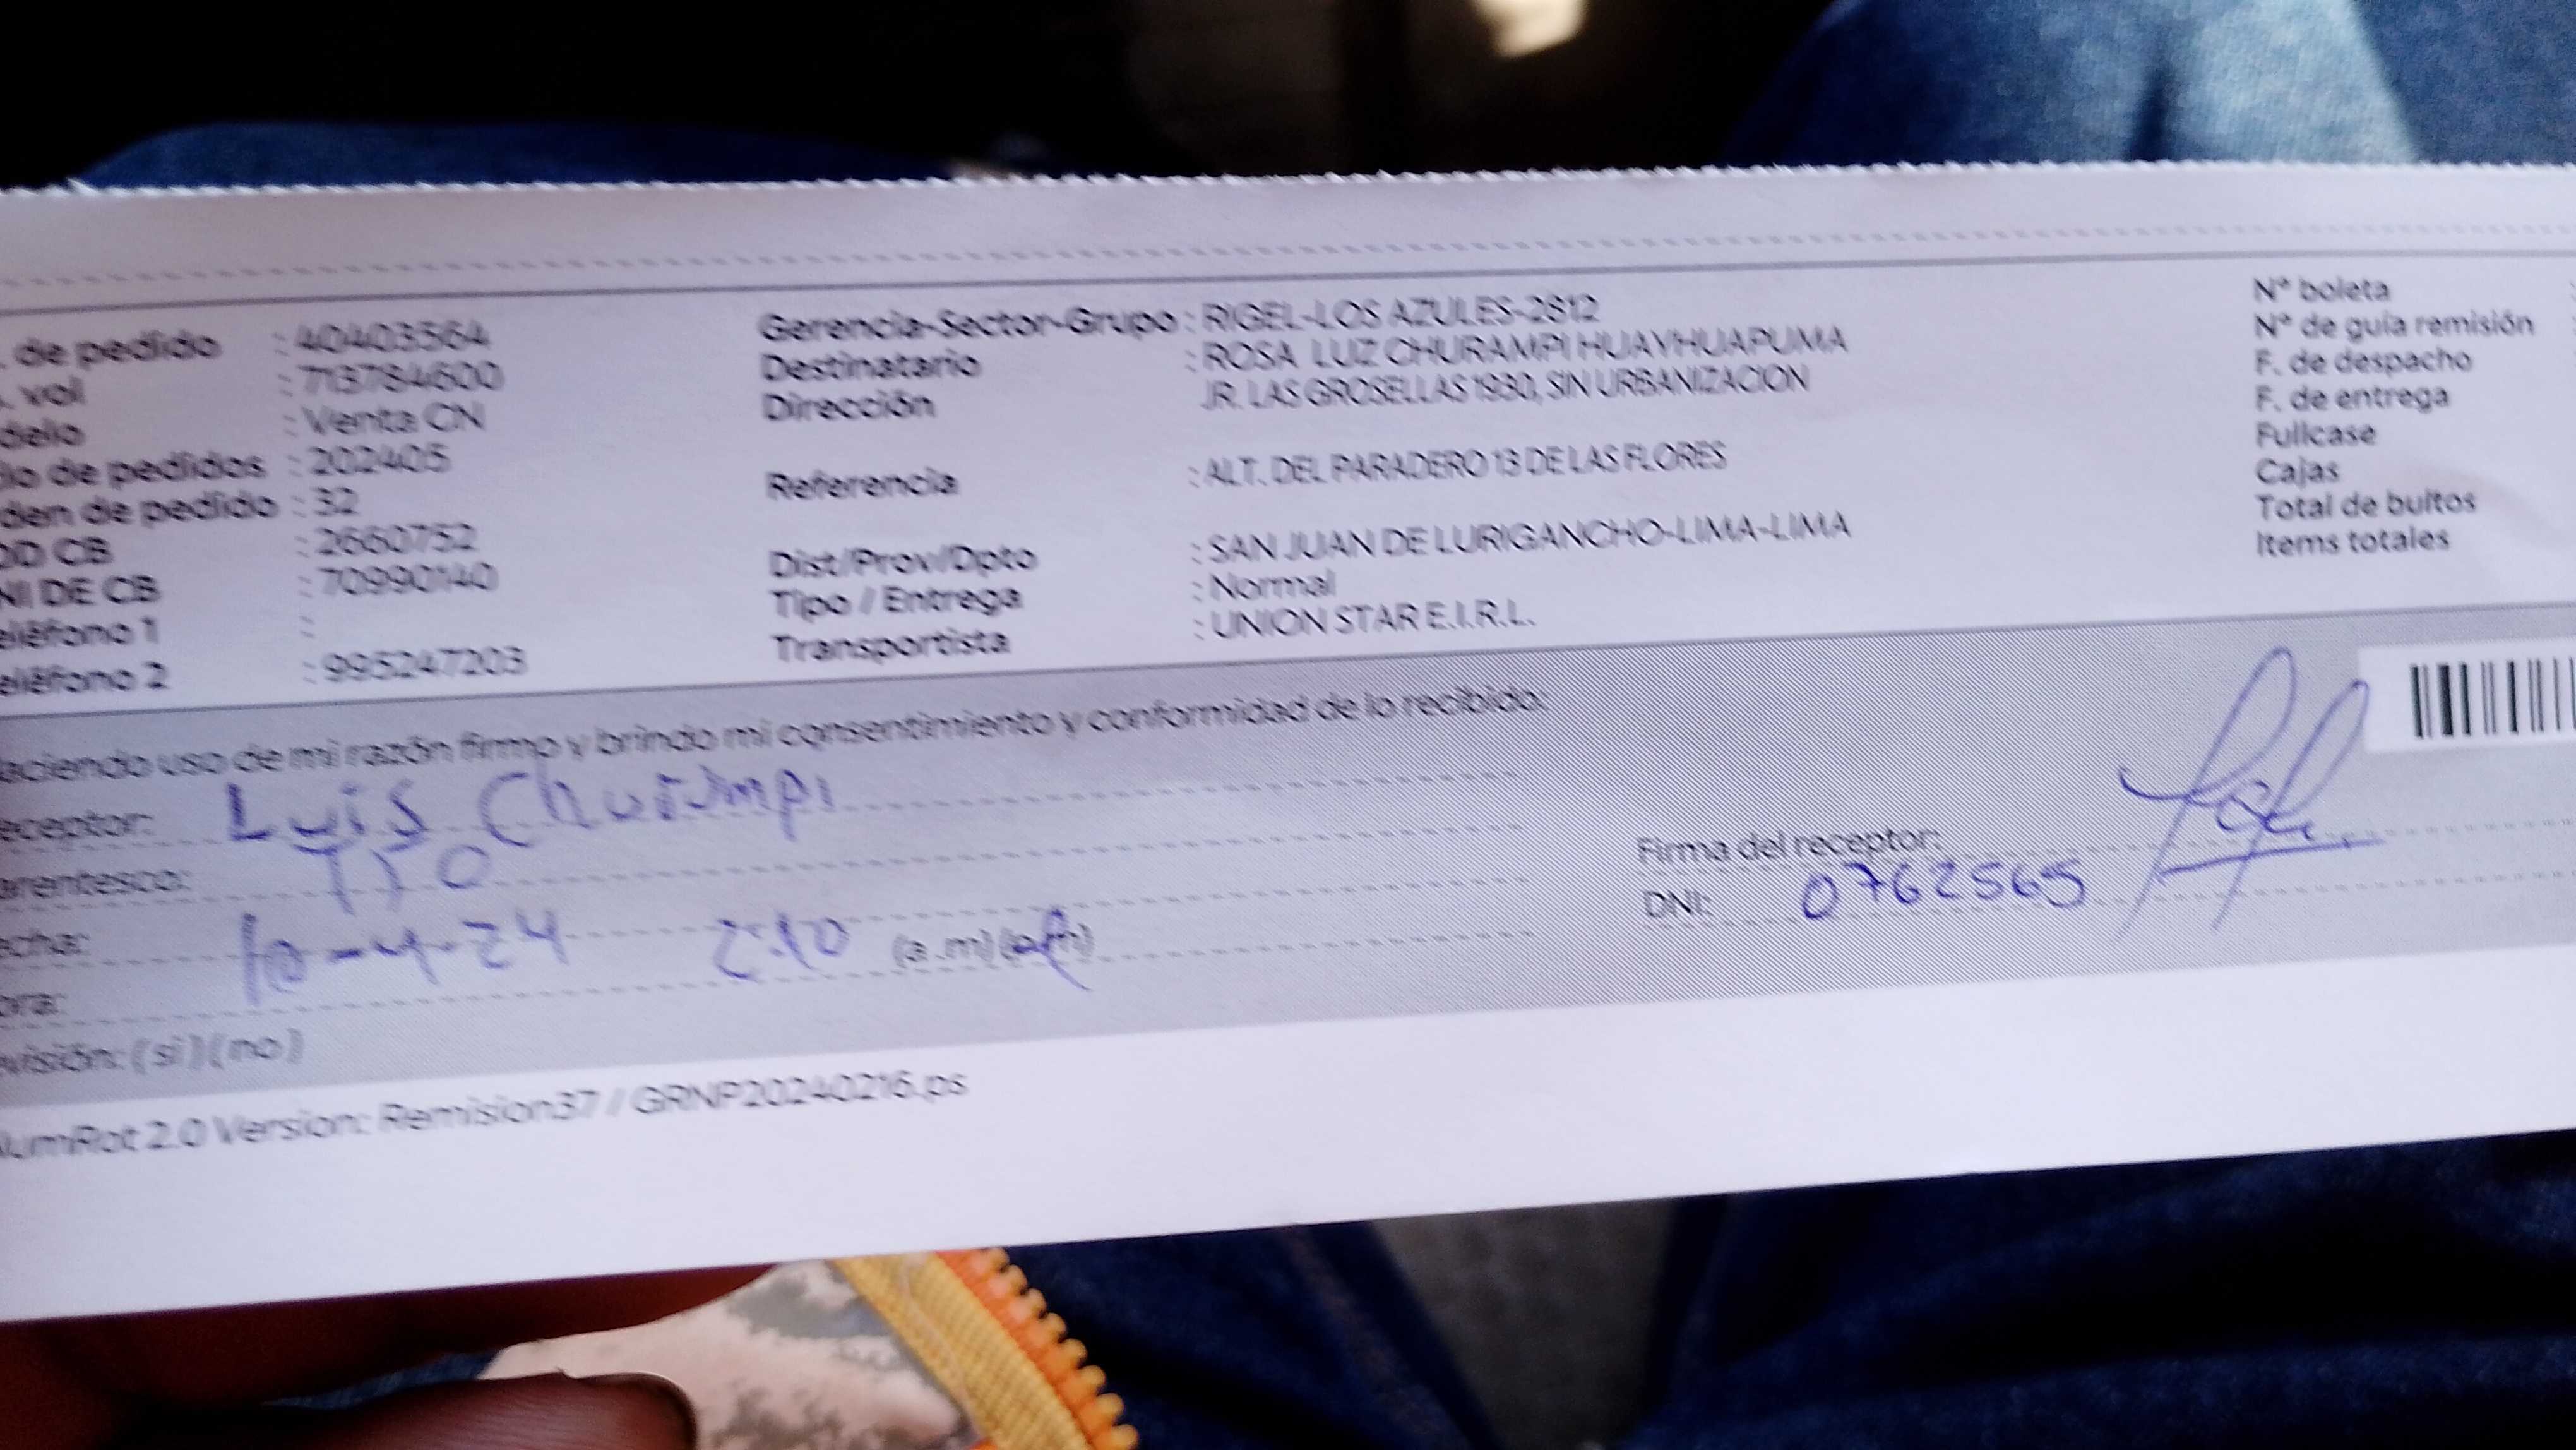 . de pedido : 40403564
. vol : 713784600
delo : Venta CN
io de pedidos : 202405
den de pedido : 32
OD CB : 2660752
NI DE CB : 70990140
eléfono 1 :
eléfono 2 : 995247203
Gerencia-Sector-Grupo : RIGEL-LOS AZULES-2812
Destinatario : ROSA LUZ CHURAMPI HUAYHUAPUMA
Dirección JR. LAS GROSELLAS 1930, SIN URBANIZACION
Referencia : ALT. DEL PARADERO 13 DE LAS FLORES
Dist/Prov/Dpto : SAN JUAN DE LURIGANCHO-LIMA-LIMA
Tipo / Entrega : Normal
Transportista : UNION STAR E.I.R.L.
Nº boleta
Nº de guía remisión
F. de despacho
F. de entrega
Fullcase
Cajas
Total de bultos
Items totales
aciendo uso de mi razón firmo y brindo mi consentimiento y conformidad de lo recibido:
eceptor: Luis Churampi
arentesco: TIO
echa: 10-4-24
ora: 2:10 (a.m)(p.m)
evisión: (si)(no)
Firma del receptor:
DNI: 0762565
NumRot 2.0 Version: Remision37 // GRNP20240216.ps